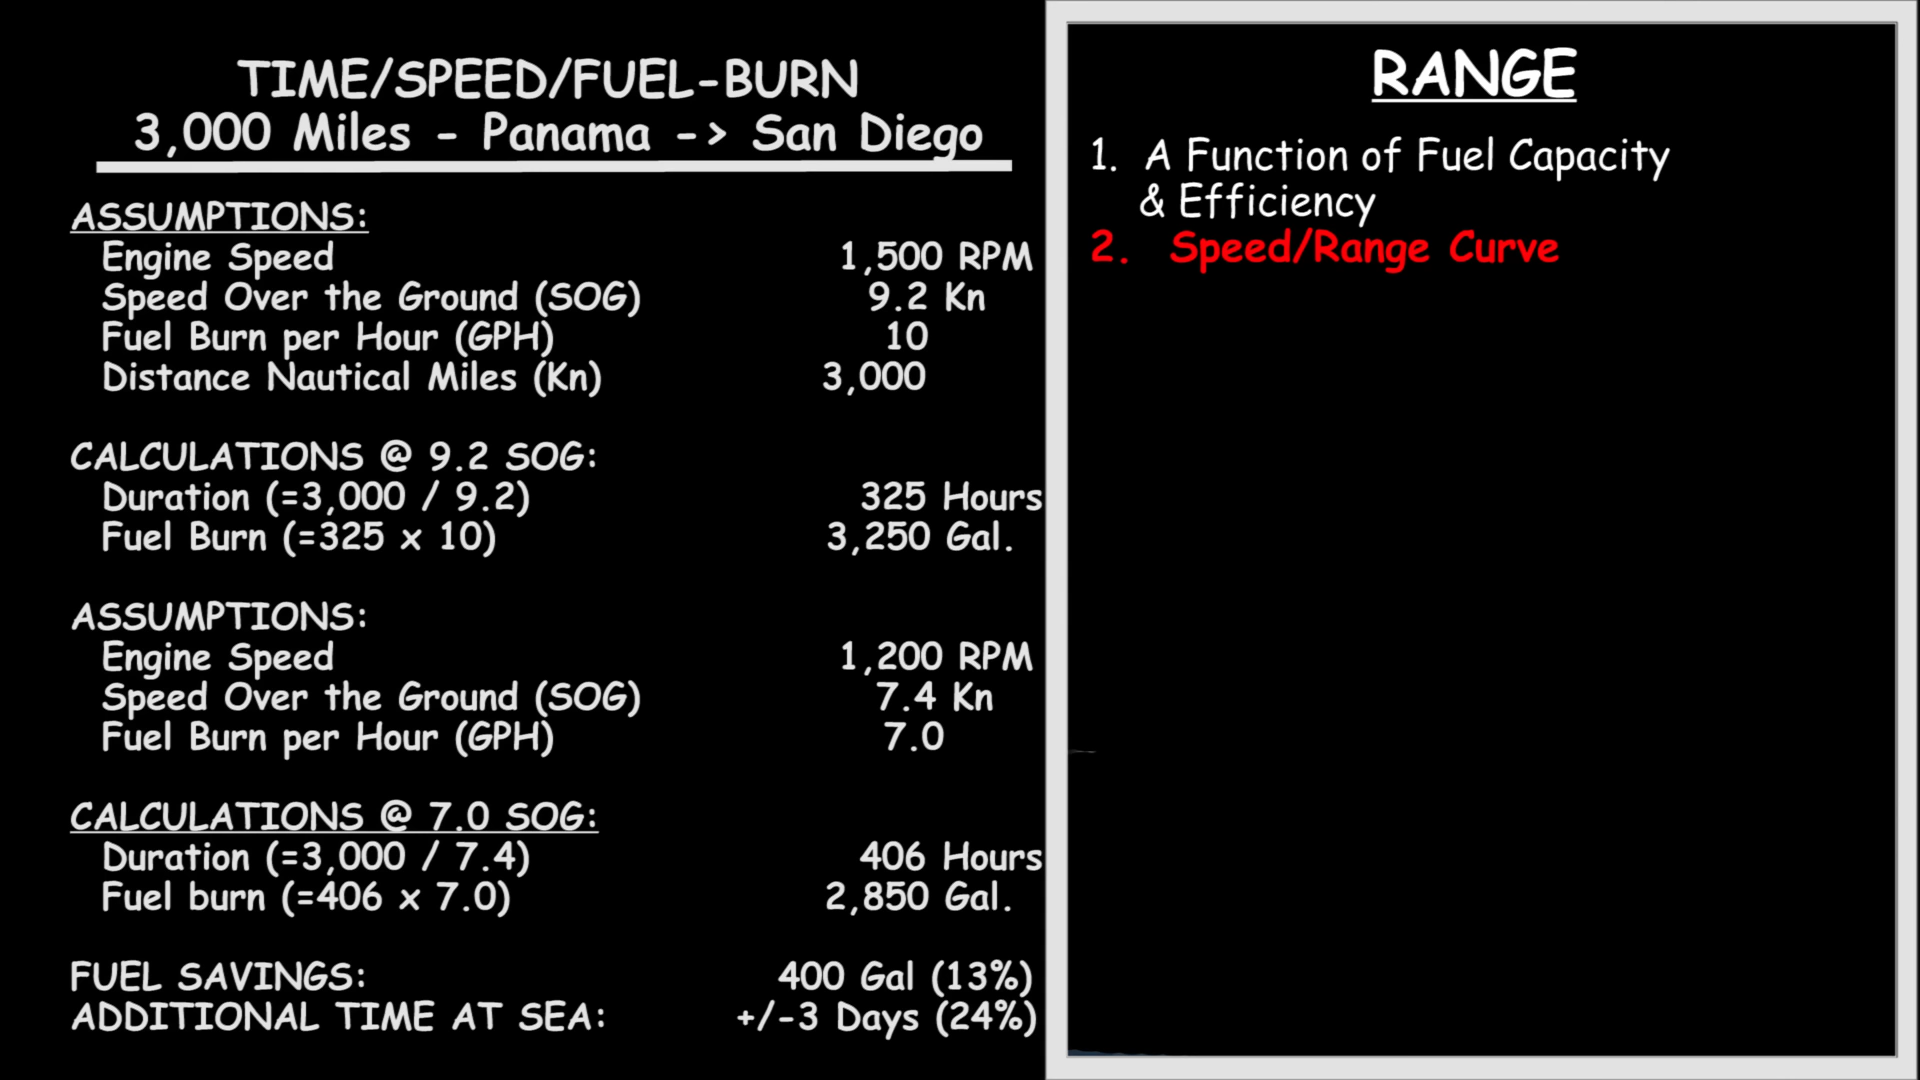 TIME/SPEED/FUEL-BURN
3,000 Miles - Panama -> San Diego
ASSUMPTIONS:
Engine Speed 1,500 RPM
Speed Over the Ground (SOG) 9.2 Kn
Fuel Burn per Hour (GPH) 10
Distance Nautical Miles (Kn) 3,000
CALCULATIONS @ 9.2 SOG:
Duration (=3,000 / 9.2) 325 Hours
Fuel Burn (=325 x 10) 3,250 Gal.
ASSUMPTIONS:
Engine Speed 1,200 RPM
Speed Over the Ground (SOG) 7.4 Kn
Fuel Burn per Hour (GPH) 7.0
CALCULATIONS @ 7.0 SOG:
Duration (=3,000 / 7.4) 406 Hours
Fuel burn (=406 x 7.0) 2,850 Gal.
FUEL SAVINGS: 400 Gal (13%)
ADDITIONAL TIME AT SEA: +/-3 Days (24%)
RANGE
1. A Function of Fuel Capacity
& Efficiency
2. Speed/Range Curve